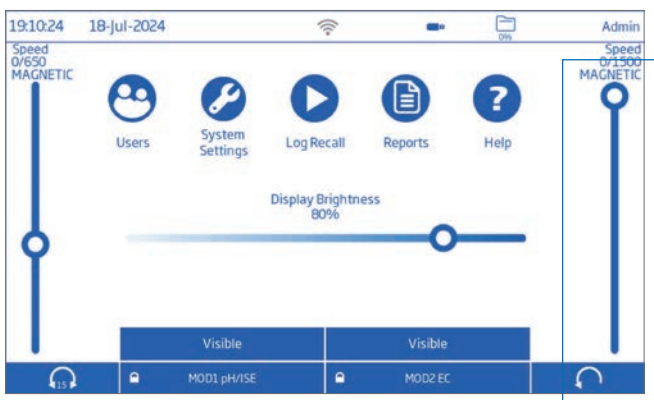 19:10:24 18-Jul-2024 0% Admin
Speed
0/650
MAGNETIC
Speed
0/1500
MAGNETIC
Users
System
Settings
Log Recall
Reports
? Help
Display Brightness
80%
Visible Visible
15 MOD1 pH/ISE MOD2 EC